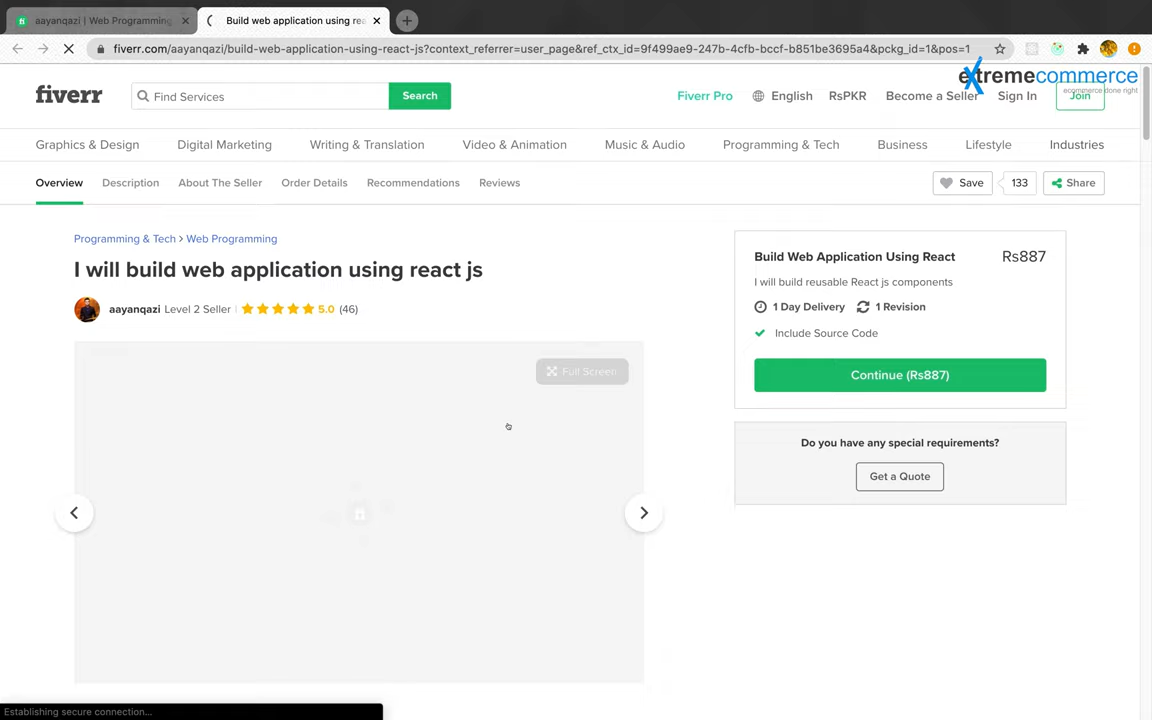 aayanqazi | Web Programming
Build web application using rea
fiverr.com/aayanqazi/build-web-application-using-react-js?context_referrer=user_page&ref_ctx_id=9f499ae9-247b-4cfb-bccf-b851be3695a4&pckg_id=1&pos=1
extremecommerce
ecommerce done right
fiverr
Find Services
Search
Fiverr Pro
English
RsPKR
Become a Seller
Sign In
Join
Graphics & Design
Digital Marketing
Writing & Translation
Video & Animation
Music & Audio
Programming & Tech
Business
Lifestyle
Industries
Overview
Description
About The Seller
Order Details
Recommendations
Reviews
Save
133
Share
Programming & Tech > Web Programming
I will build web application using react js
aayanqazi Level 2 Seller 5.0 (46)
Full Screen
Build Web Application Using React Rs887
I will build reusable React js components
1 Day Delivery 1 Revision
Include Source Code
Continue (Rs887)
Do you have any special requirements?
Get a Quote
Establishing secure connection...